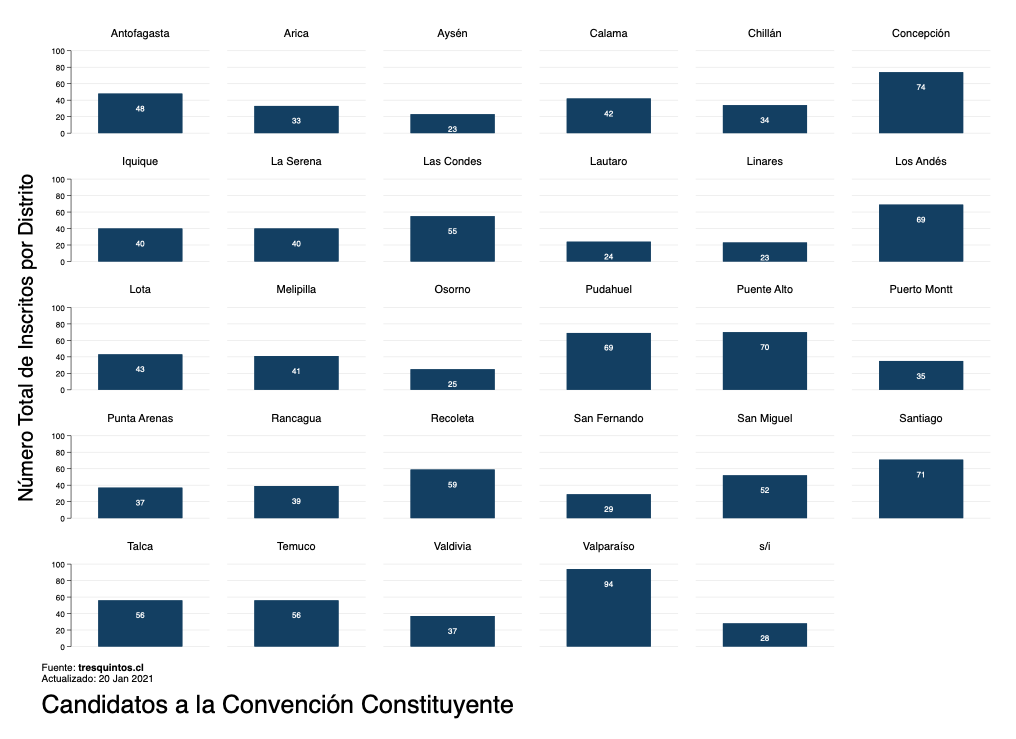 Antofagasta Arica Aysén Calama Chillán Concepción
100
80
60
40
20
0
48 33 23 42 34 74
Iquique La Serena Las Condes Lautaro Linares Los Andés
100
80
60
40
20
0
40 40 55 24 23 69
Lota Melipilla Osorno Pudahuel Puente Alto Puerto Montt
100
80
60
40
20
0
43 41 25 69 70 35
Punta Arenas Rancagua Recoleta San Fernando San Miguel Santiago
100
80
60
40
20
0
37 39 59 29 52 71
Talca Temuco Valdivia Valparaíso s/i
100
80
60
40
20
0
56 56 37 94 28
Número Total de Inscritos por Distrito
Fuente: tresquintos.cl
Actualizado: 20 Jan 2021
Candidatos a la Convención Constituyente